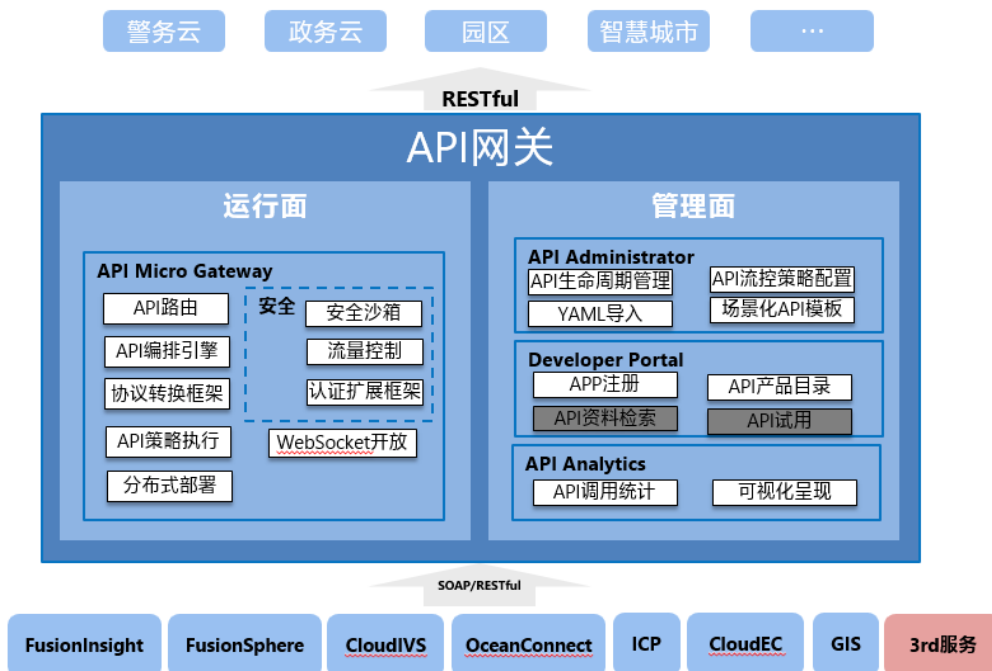 警务云
政务云
园区
智慧城市
…
RESTful
API网关
运行面
API Micro Gateway
API路由
API编排引擎
协议转换框架
API策略执行
分布式部署
安全
安全沙箱
流量控制
认证扩展框架
WebSocket开放
管理面
API Administrator
API生命周期管理
API流控策略配置
YAML导入
场景化API模板
Developer Portal
APP注册
API产品目录
API资料检索
API试用
API Analytics
API调用统计
可视化呈现
SOAP/RESTful
FusionInsight
FusionSphere
CloudIVS
OceanConnect
ICP
CloudEC
GIS
3rd服务